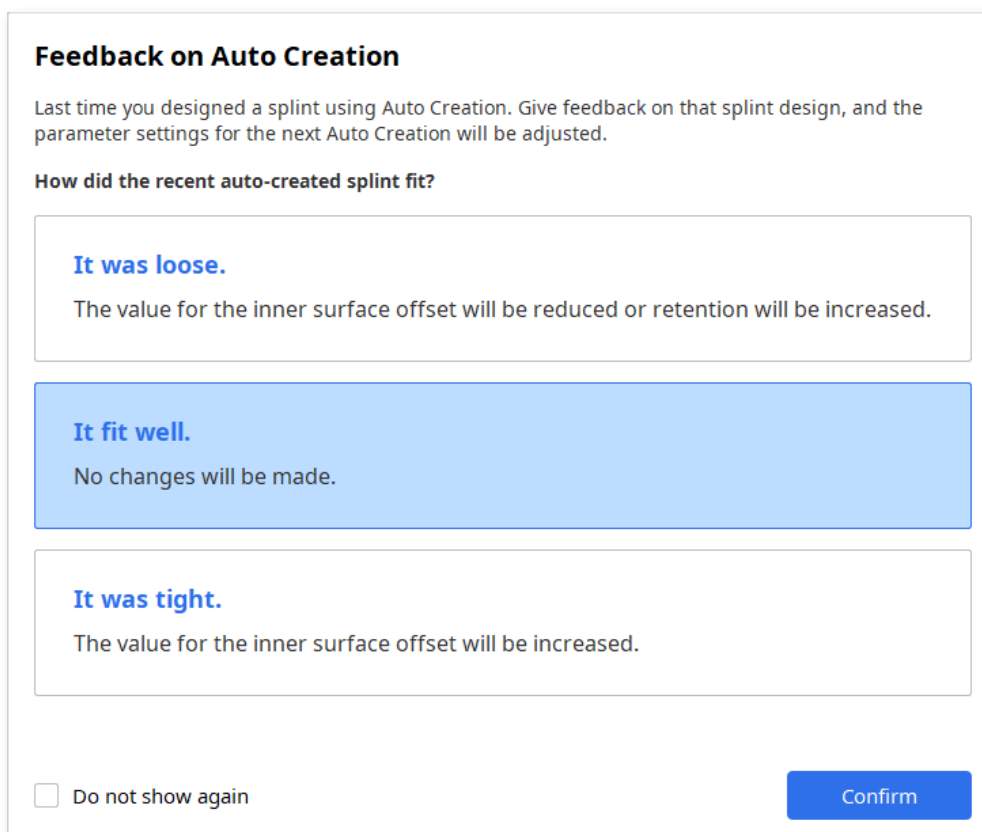 Feedback on Auto Creation
Last time you designed a splint using Auto Creation. Give feedback on that splint design, and the
parameter settings for the next Auto Creation will be adjusted.
How did the recent auto-created splint fit?
It was loose.
The value for the inner surface offset will be reduced or retention will be increased.
It fit well.
No changes will be made.
It was tight.
The value for the inner surface offset will be increased.
Do not show again
Confirm